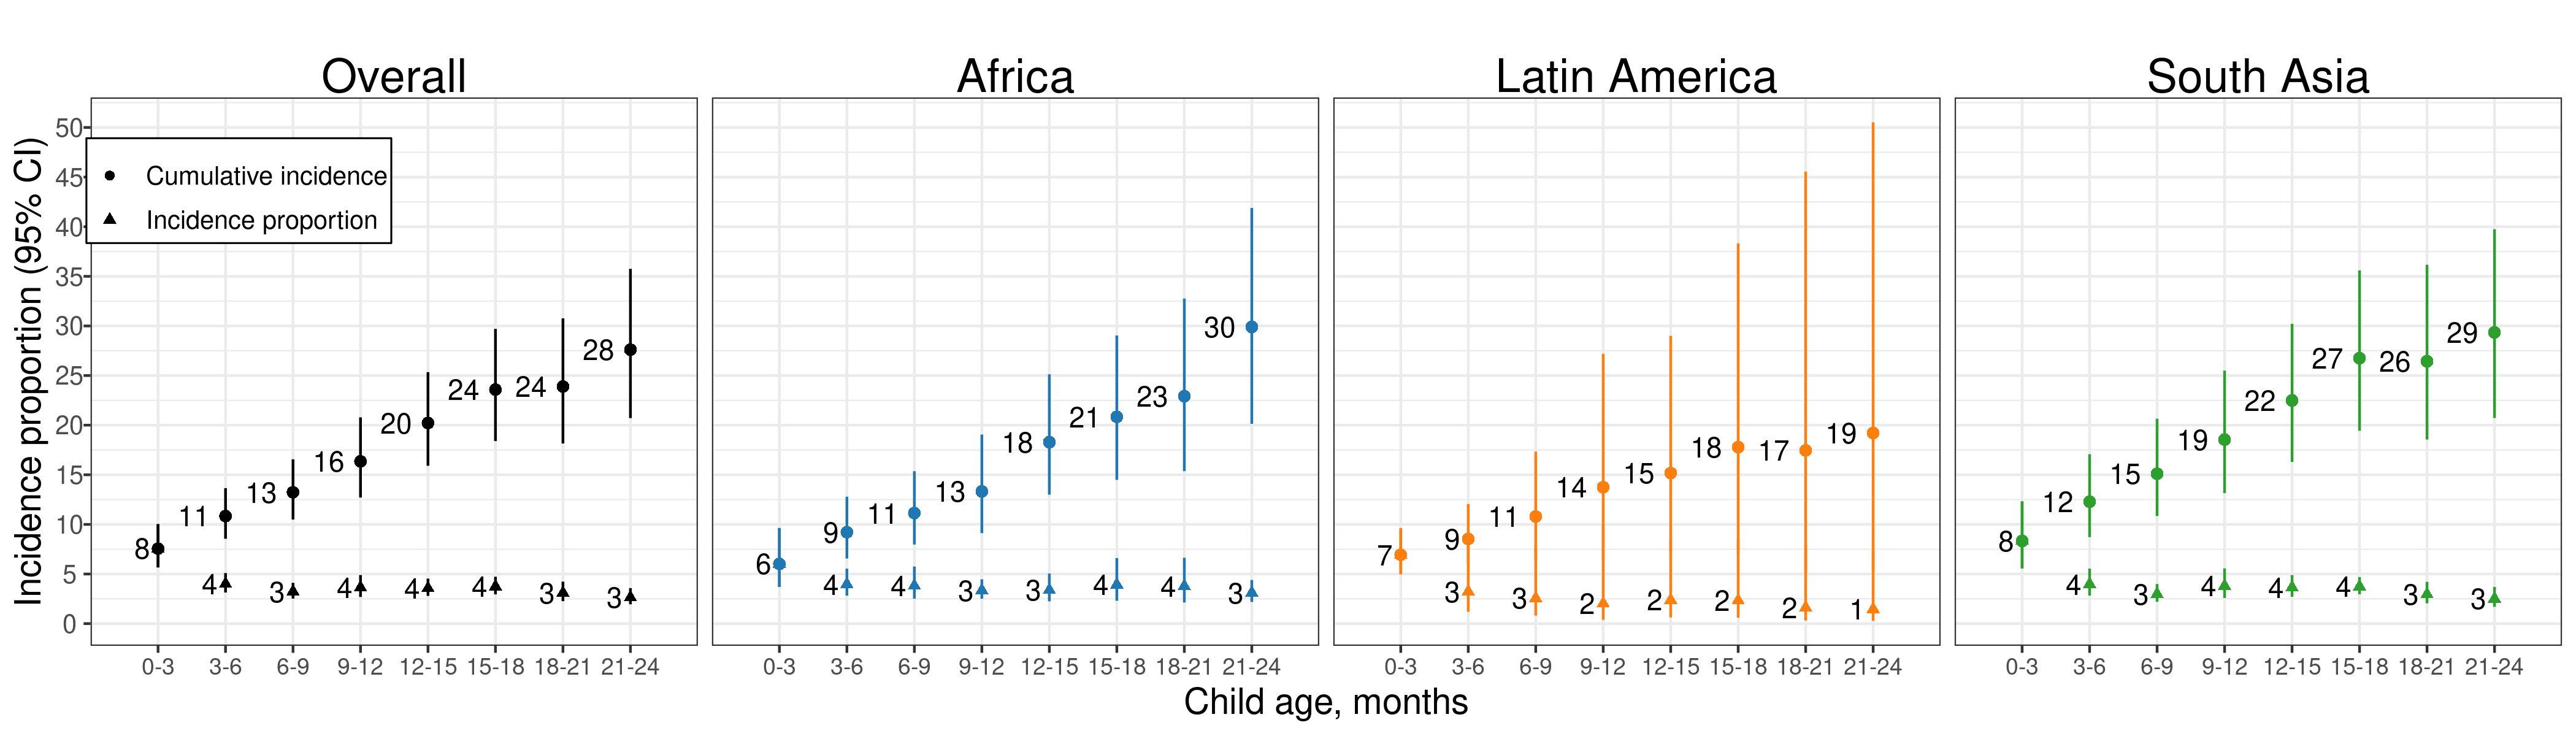 Overall
Africa
Latin America
South Asia
Incidence proportion (95% CI)
50
45
40
35
30
25
20
15
10
5
0
Cumulative incidence
Incidence proportion
8 11 13 16 20 24 24 28
4 3 4 4 4 3 3
6 9 11 13 18 21 23 30
4 4 3 3 4 4 3
7 9 11 14 15 18 17 19
3 3 2 2 2 2 1
8 12 15 19 22 27 26 29
4 3 4 4 4 3 3
0-3 3-6 6-9 9-12 12-15 15-18 18-21 21-24
0-3 3-6 6-9 9-12 12-15 15-18 18-21 21-24
0-3 3-6 6-9 9-12 12-15 15-18 18-21 21-24
0-3 3-6 6-9 9-12 12-15 15-18 18-21 21-24
Child age, months